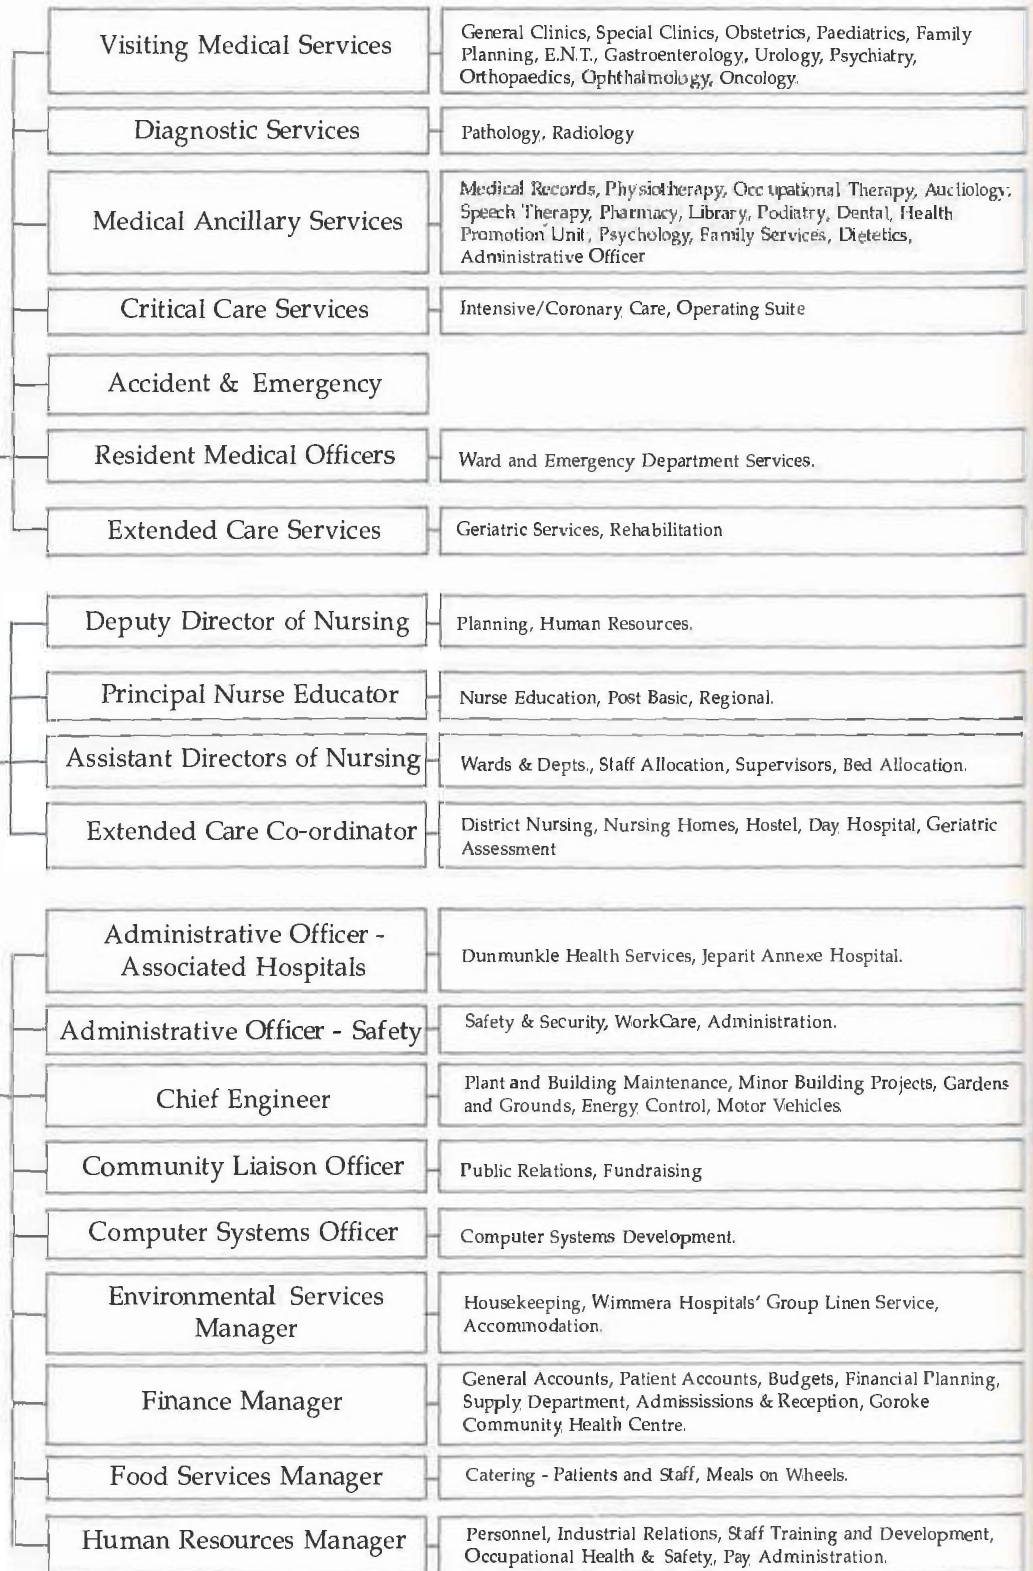 Visiting Medical Services
General Clinics, Special Clinics, Obstetrics, Paediatrics, Family
Planning, E.N.T., Gastroenterology, Urology, Psychiatry,
Orthopaedics, Ophthalmology, Oncology.
Diagnostic Services
Pathology, Radiology
Medical Ancillary Services
Medical Records, Physiotherapy, Occupational Therapy, Audiology,
Speech Therapy, Pharmacy, Library, Podiatry, Dental, Health
Promotion Unit, Psychology, Family Services, Dietetics,
Administrative Officer
Critical Care Services
Intensive/Coronary Care, Operating Suite
Accident & Emergency
Resident Medical Officers
Ward and Emergency Department Services.
Extended Care Services
Geriatric Services, Rehabilitation
Deputy Director of Nursing
Planning, Human Resources.
Principal Nurse Educator
Nurse Education, Post Basic, Regional.
Assistant Directors of Nursing
Wards & Depts., Staff Allocation, Supervisors, Bed Allocation.
Extended Care Co-ordinator
District Nursing, Nursing Homes, Hostel, Day Hospital, Geriatric
Assessment
Administrative Officer -
Associated Hospitals
Dunmunkle Health Services, Jeparit Annexe Hospital.
Administrative Officer - Safety
Safety & Security, WorkCare, Administration.
Chief Engineer
Plant and Building Maintenance, Minor Building Projects, Gardens
and Grounds, Energy Control, Motor Vehicles.
Community Liaison Officer
Public Relations, Fundraising
Computer Systems Officer
Computer Systems Development.
Environmental Services
Manager
Housekeeping, Wimmera Hospitals' Group Linen Service,
Accommodation.
Finance Manager
General Accounts, Patient Accounts, Budgets, Financial Planning,
Supply Department, Admississions & Reception, Goroke
Community Health Centre.
Food Services Manager
Catering - Patients and Staff, Meals on Wheels.
Human Resources Manager
Personnel, Industrial Relations, Staff Training and Development,
Occupational Health & Safety, Pay Administration.